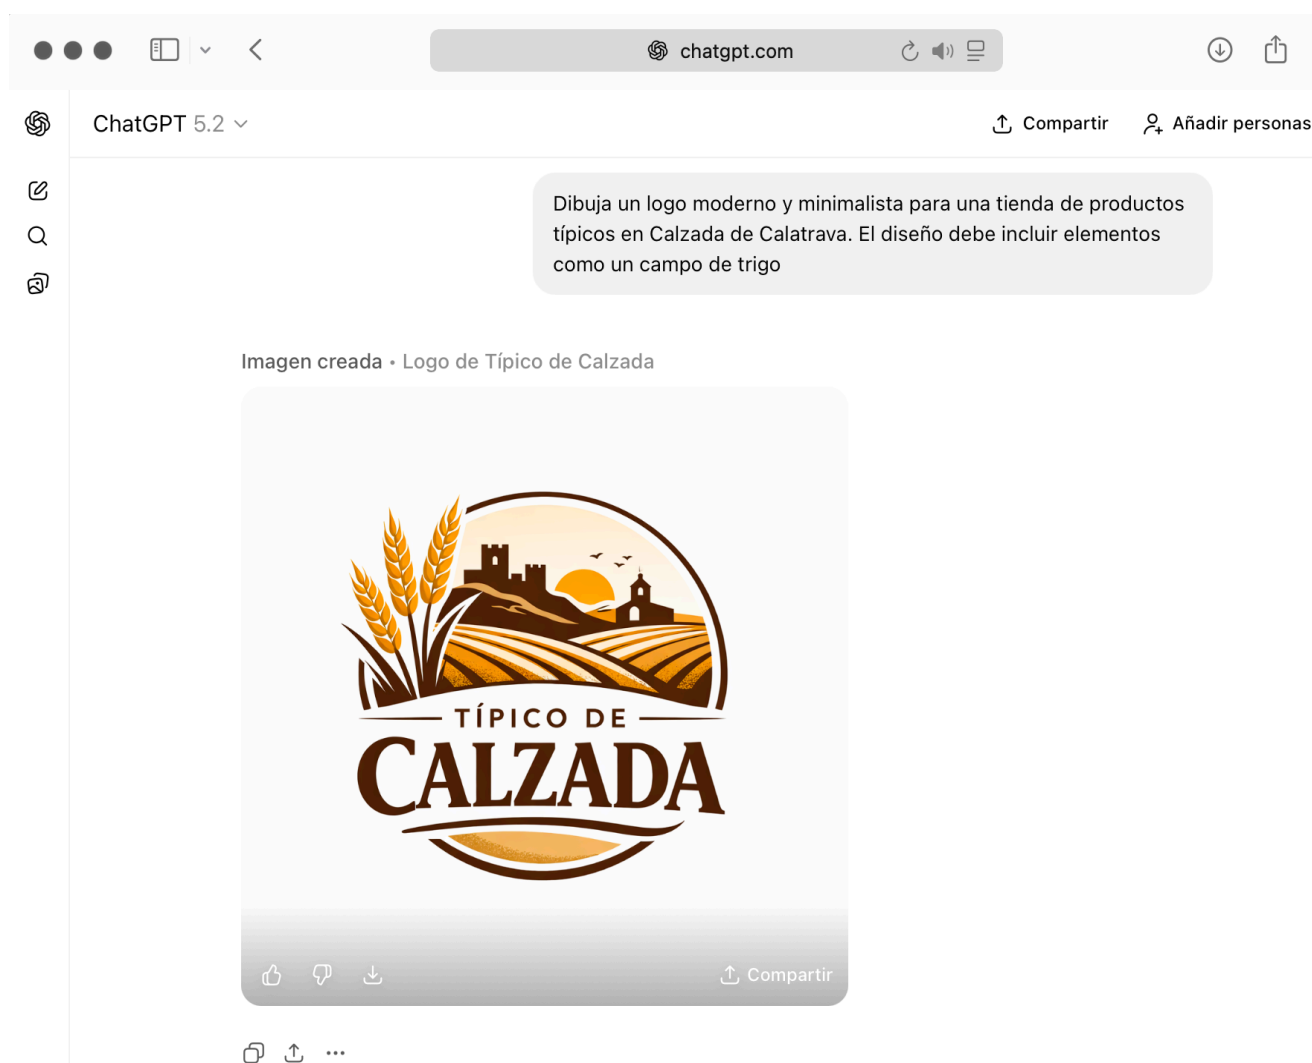 chatgpt.com
ChatGPT 5.2
Compartir
Añadir personas
Dibuja un logo moderno y minimalista para una tienda de productos
típicos en Calzada de Calatrava. El diseño debe incluir elementos
como un campo de trigo
Imagen creada • Logo de Típico de Calzada
TÍPICO DE
CALZADA
Compartir